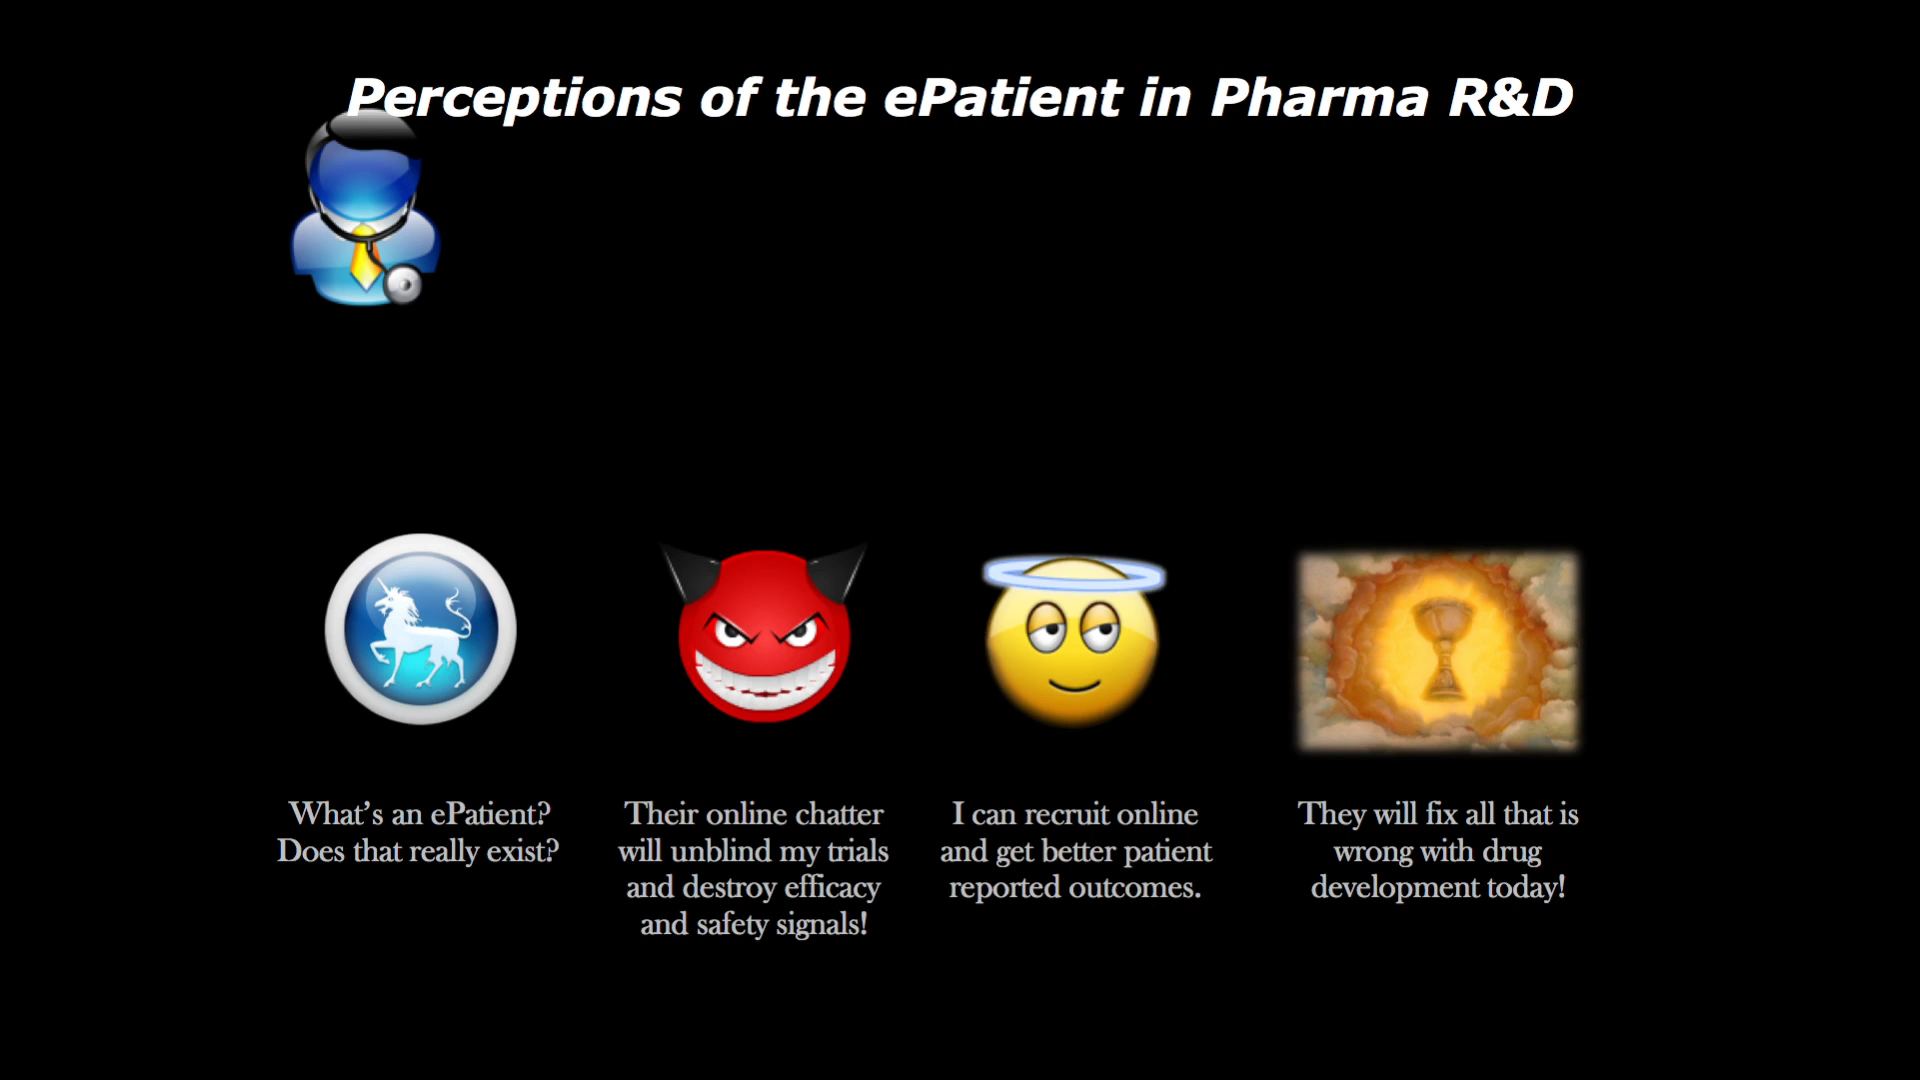 Perceptions of the ePatient in Pharma R&D
What’s an ePatient?
Does that really exist?
Their online chatter
will unblind my trials
and destroy efficacy
and safety signals!
I can recruit online
and get better patient
reported outcomes.
They will fix all that is
wrong with drug
development today!